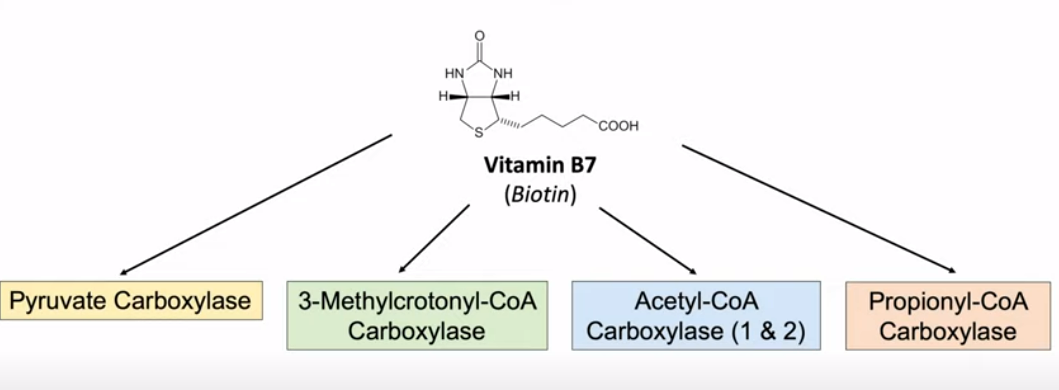 O
HN
NH
H
H
S
COOH
Vitamin B7
(Biotin)
Pyruvate Carboxylase
3-Methylcrotonyl-CoA
Carboxylase
Acetyl-CoA
Carboxylase (1 & 2)
Propionyl-CoA
Carboxylase